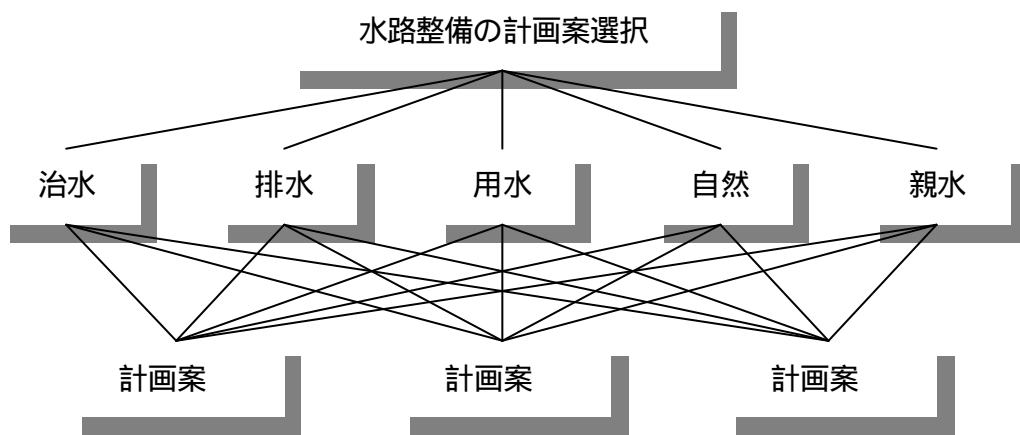 水路整備の計画案選択
治水
排水
用水
自然
親水
計画案
計画案
計画案